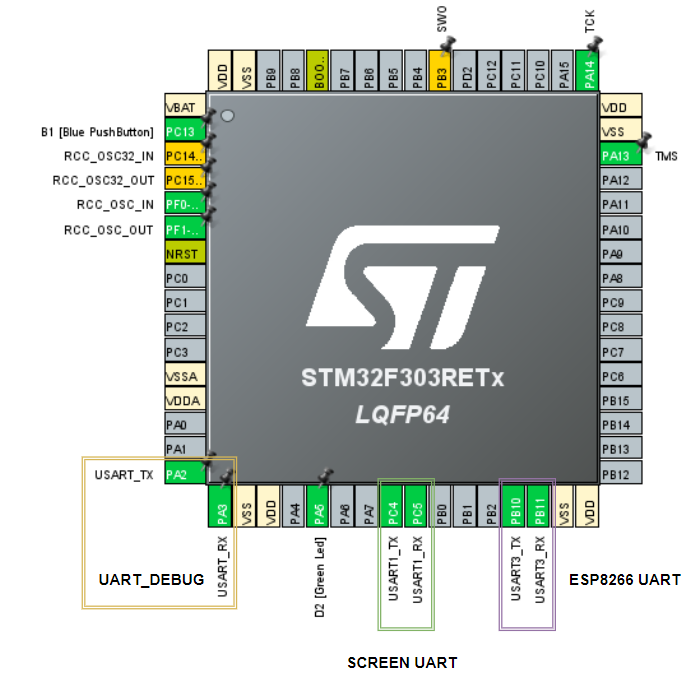 SWO
TCK
VDD
VSS
PB9
PB8
BOO..
PB7
PB6
PB5
PB4
PB3
PD2
PC12
PC11
PC10
PA15
PA14
VBAT
VDD
B1 [Blue PushButton]
PC13
VSS
RCC_OSC32_IN
PC14..
PA13
TMS
RCC_OSC32_OUT
PC15..
PA12
RCC_OSC_IN
PF0-..
PA11
RCC_OSC_OUT
PF1-..
PA10
NRST
PA9
PC0
PA8
PC1
PC9
PC2
PC8
PC3
PC7
VSSA
PC6
VDDA
PB15
PA0
PB14
PA1
PB13
USART_TX
PA2
PB12
ST
STM32F303RETx
LQFP64
PA3
VSS
VDD
PA4
PA5
PA6
PA7
PC4
PC5
PB0
PB1
PB2
PB10
PB11
VSS
VDD
USART_RX
D2 [Green Led]
USART1_TX
USART1_RX
USART3_TX
USART3_RX
UART_DEBUG
ESP8266 UART
SCREEN UART